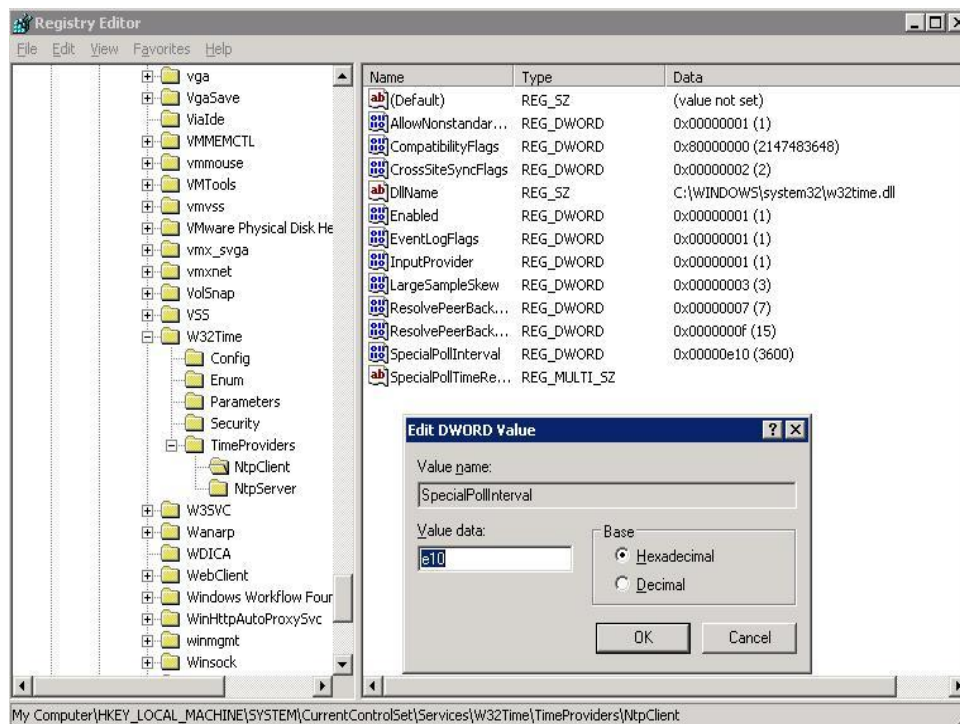 Registry Editor
File Edit View Favorites Help
vga
VgaSave
ViaIde
VMMEMCTL
vmmouse
VMTools
vmvss
VMware Physical Disk He
vmx_svga
vmxnet
VolSnap
VSS
W32Time
Config
Enum
Parameters
Security
TimeProviders
NtpClient
NtpServer
W3SVC
Wanarp
WDICA
WebClient
Windows Workflow Four
WinHttpAutoProxySvc
winmgmt
Winsock
Name Type Data
(Default) REG_SZ (value not set)
AllowNonstandar... REG_DWORD 0x00000001 (1)
CompatibilityFlags REG_DWORD 0x80000000 (2147483648)
CrossSiteSyncFlags REG_DWORD 0x00000002 (2)
DllName REG_SZ C:\WINDOWS\system32\w32time.dll
Enabled REG_DWORD 0x00000001 (1)
EventLogFlags REG_DWORD 0x00000001 (1)
InputProvider REG_DWORD 0x00000001 (1)
LargeSampleSkew REG_DWORD 0x00000003 (3)
ResolvePeerBack... REG_DWORD 0x00000007 (7)
ResolvePeerBack... REG_DWORD 0x0000000f (15)
SpecialPollInterval REG_DWORD 0x00000e10 (3600)
SpecialPollTimeRe... REG_MULTI_SZ
Edit DWORD Value
Value name:
SpecialPollInterval
Value data:
e10
Base
Hexadecimal
Decimal
OK Cancel
My Computer\HKEY_LOCAL_MACHINE\SYSTEM\CurrentControlSet\Services\W32Time\TimeProviders\NtpClient